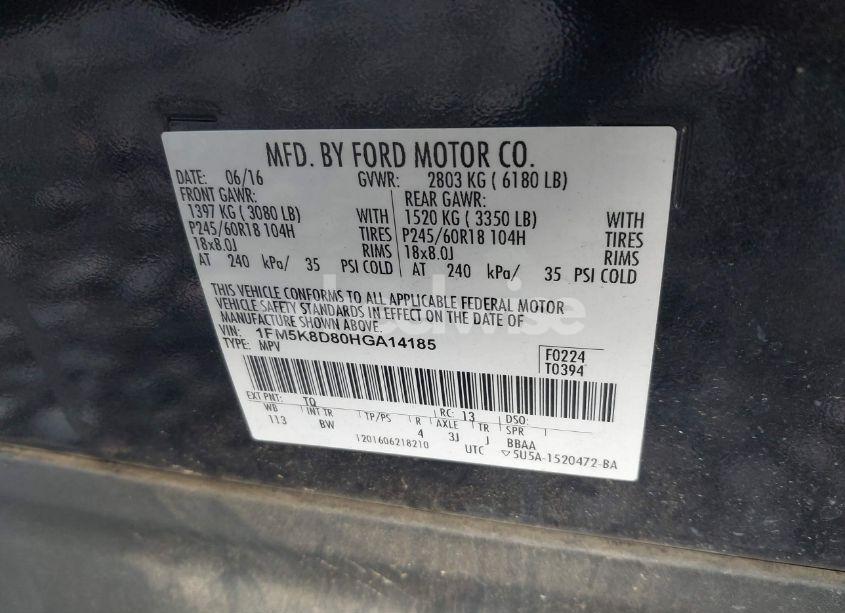 MFD. BY FORD MOTOR CO.
DATE: 06/16 GVWR: 2803 KG ( 6180 LB)
FRONT GAWR: REAR GAWR:
1397 KG ( 3080 LB) WITH 1520 KG ( 3350 LB) WITH
P245/60R18 104H TIRES P245/60R18 104H TIRES
18x8.0J RIMS 18x8.0J RIMS
AT 240 kPa/ 35 PSI COLD AT 240 kPa/ 35 PSI COLD
THIS VEHICLE CONFORMS TO ALL APPLICABLE FEDERAL MOTOR
VEHICLE SAFETY STANDARDS IN EFFECT ON THE DATE OF
MANUFACTURE SHOWN ABOVE.
VIN: 1FM5K8D80HGA14185
TYPE: MPV
F0224
T0394
EXT PNT: TQ RC: 13 DSO:
WB INT TR TP/PS R AXLE TR SPR
113 BW 4 3J J BBAA
1201606218210 UTC ▽5U5A-1520472-BA